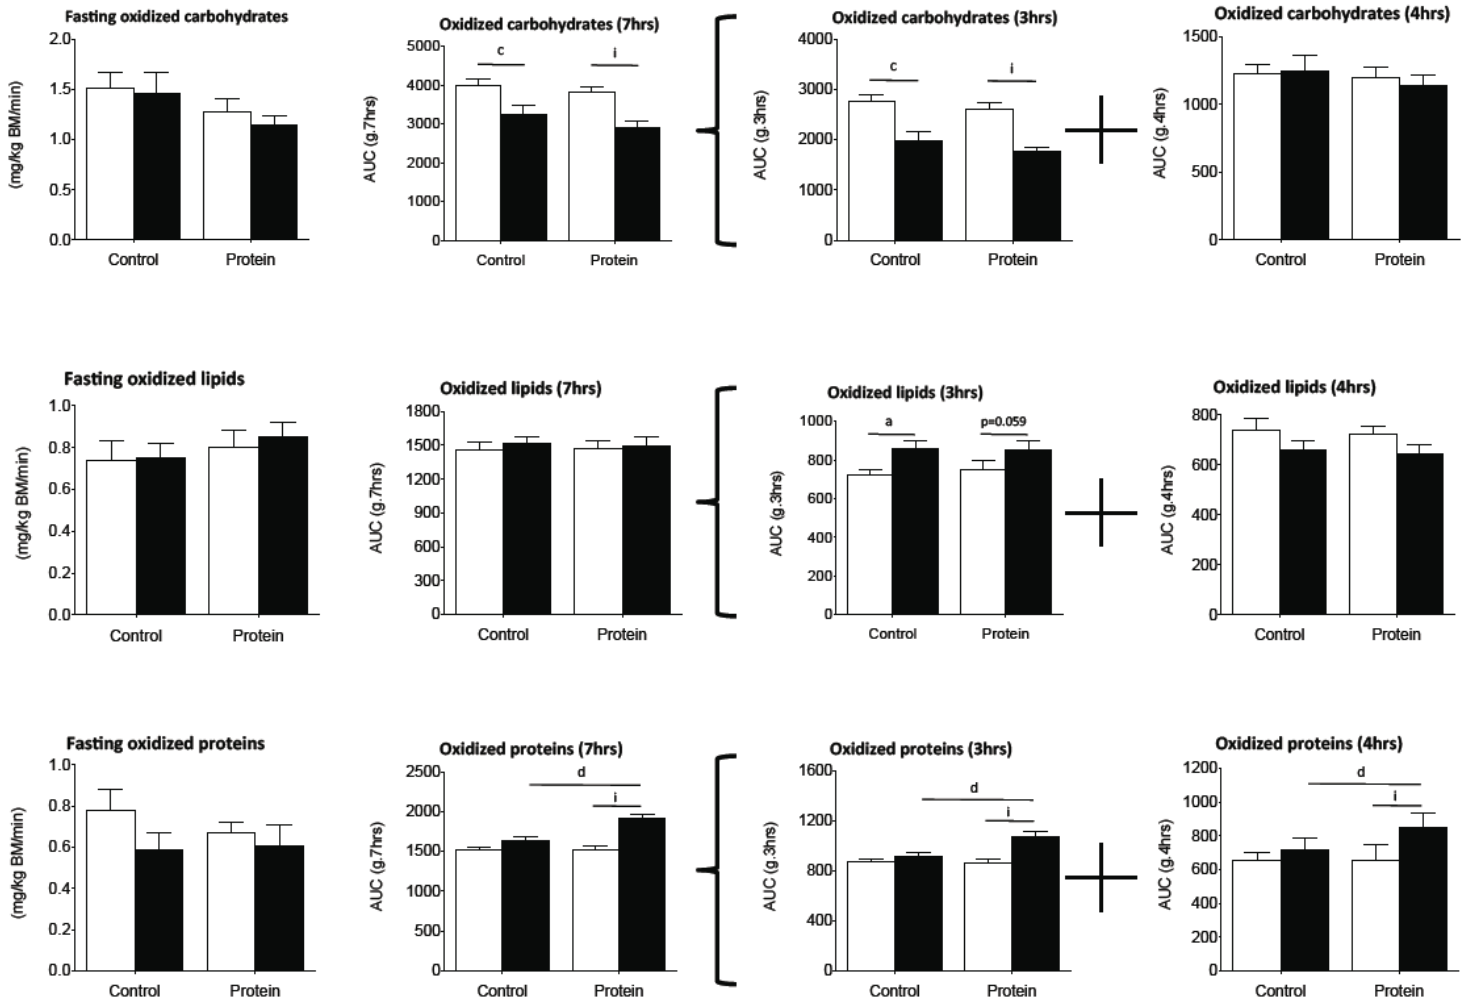 Fasting oxidized carbohydrates
(mg/kg BM/min)
2.0
1.5
1.0
0.5
0.0
Control Protein
Oxidized carbohydrates (7hrs)
AUC (g.7hrs)
5000
4000
3000
2000
1000
0
c i
Control Protein
Oxidized carbohydrates (3hrs)
AUC (g.3hrs)
4000
3000
2000
1000
0
c i
Control Protein
Oxidized carbohydrates (4hrs)
AUC (g.4hrs)
1500
1000
500
0
Control Protein
Fasting oxidized lipids
(mg/kg BM/min)
1.0
0.8
0.6
0.4
0.2
0.0
Control Protein
Oxidized lipids (7hrs)
AUC (g.7hrs)
1800
1500
1200
900
600
300
0
Control Protein
Oxidized lipids (3hrs)
AUC (g.3hrs)
1000
800
600
400
200
0
a p=0.059
Control Protein
Oxidized lipids (4hrs)
AUC (g.4hrs)
800
600
400
200
0
Control Protein
Fasting oxidized proteins
(mg/kg BM/min)
1.0
0.8
0.6
0.4
0.2
0.0
Control Protein
Oxidized proteins (7hrs)
AUC (g.7hrs)
2500
2000
1500
1000
500
0
d
i
Control Protein
Oxidized proteins (3hrs)
AUC (g.3hrs)
1600
1200
800
400
0
d
i
Control Protein
Oxidized proteins (4hrs)
AUC (g.4hrs)
1200
1000
800
600
400
200
0
d
i
Control Protein